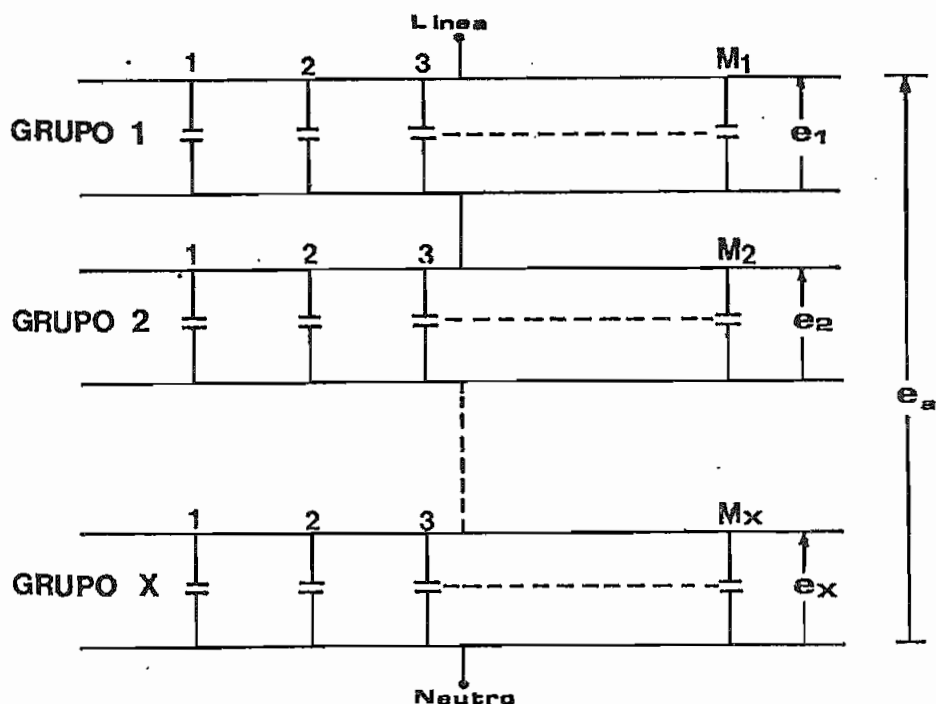 Linea
1 2 3 M1
GRUPO 1 e1
1 2 3 M2
GRUPO 2 e2
ea
1 2 3 Mx
GRUPO X ex
Neutro